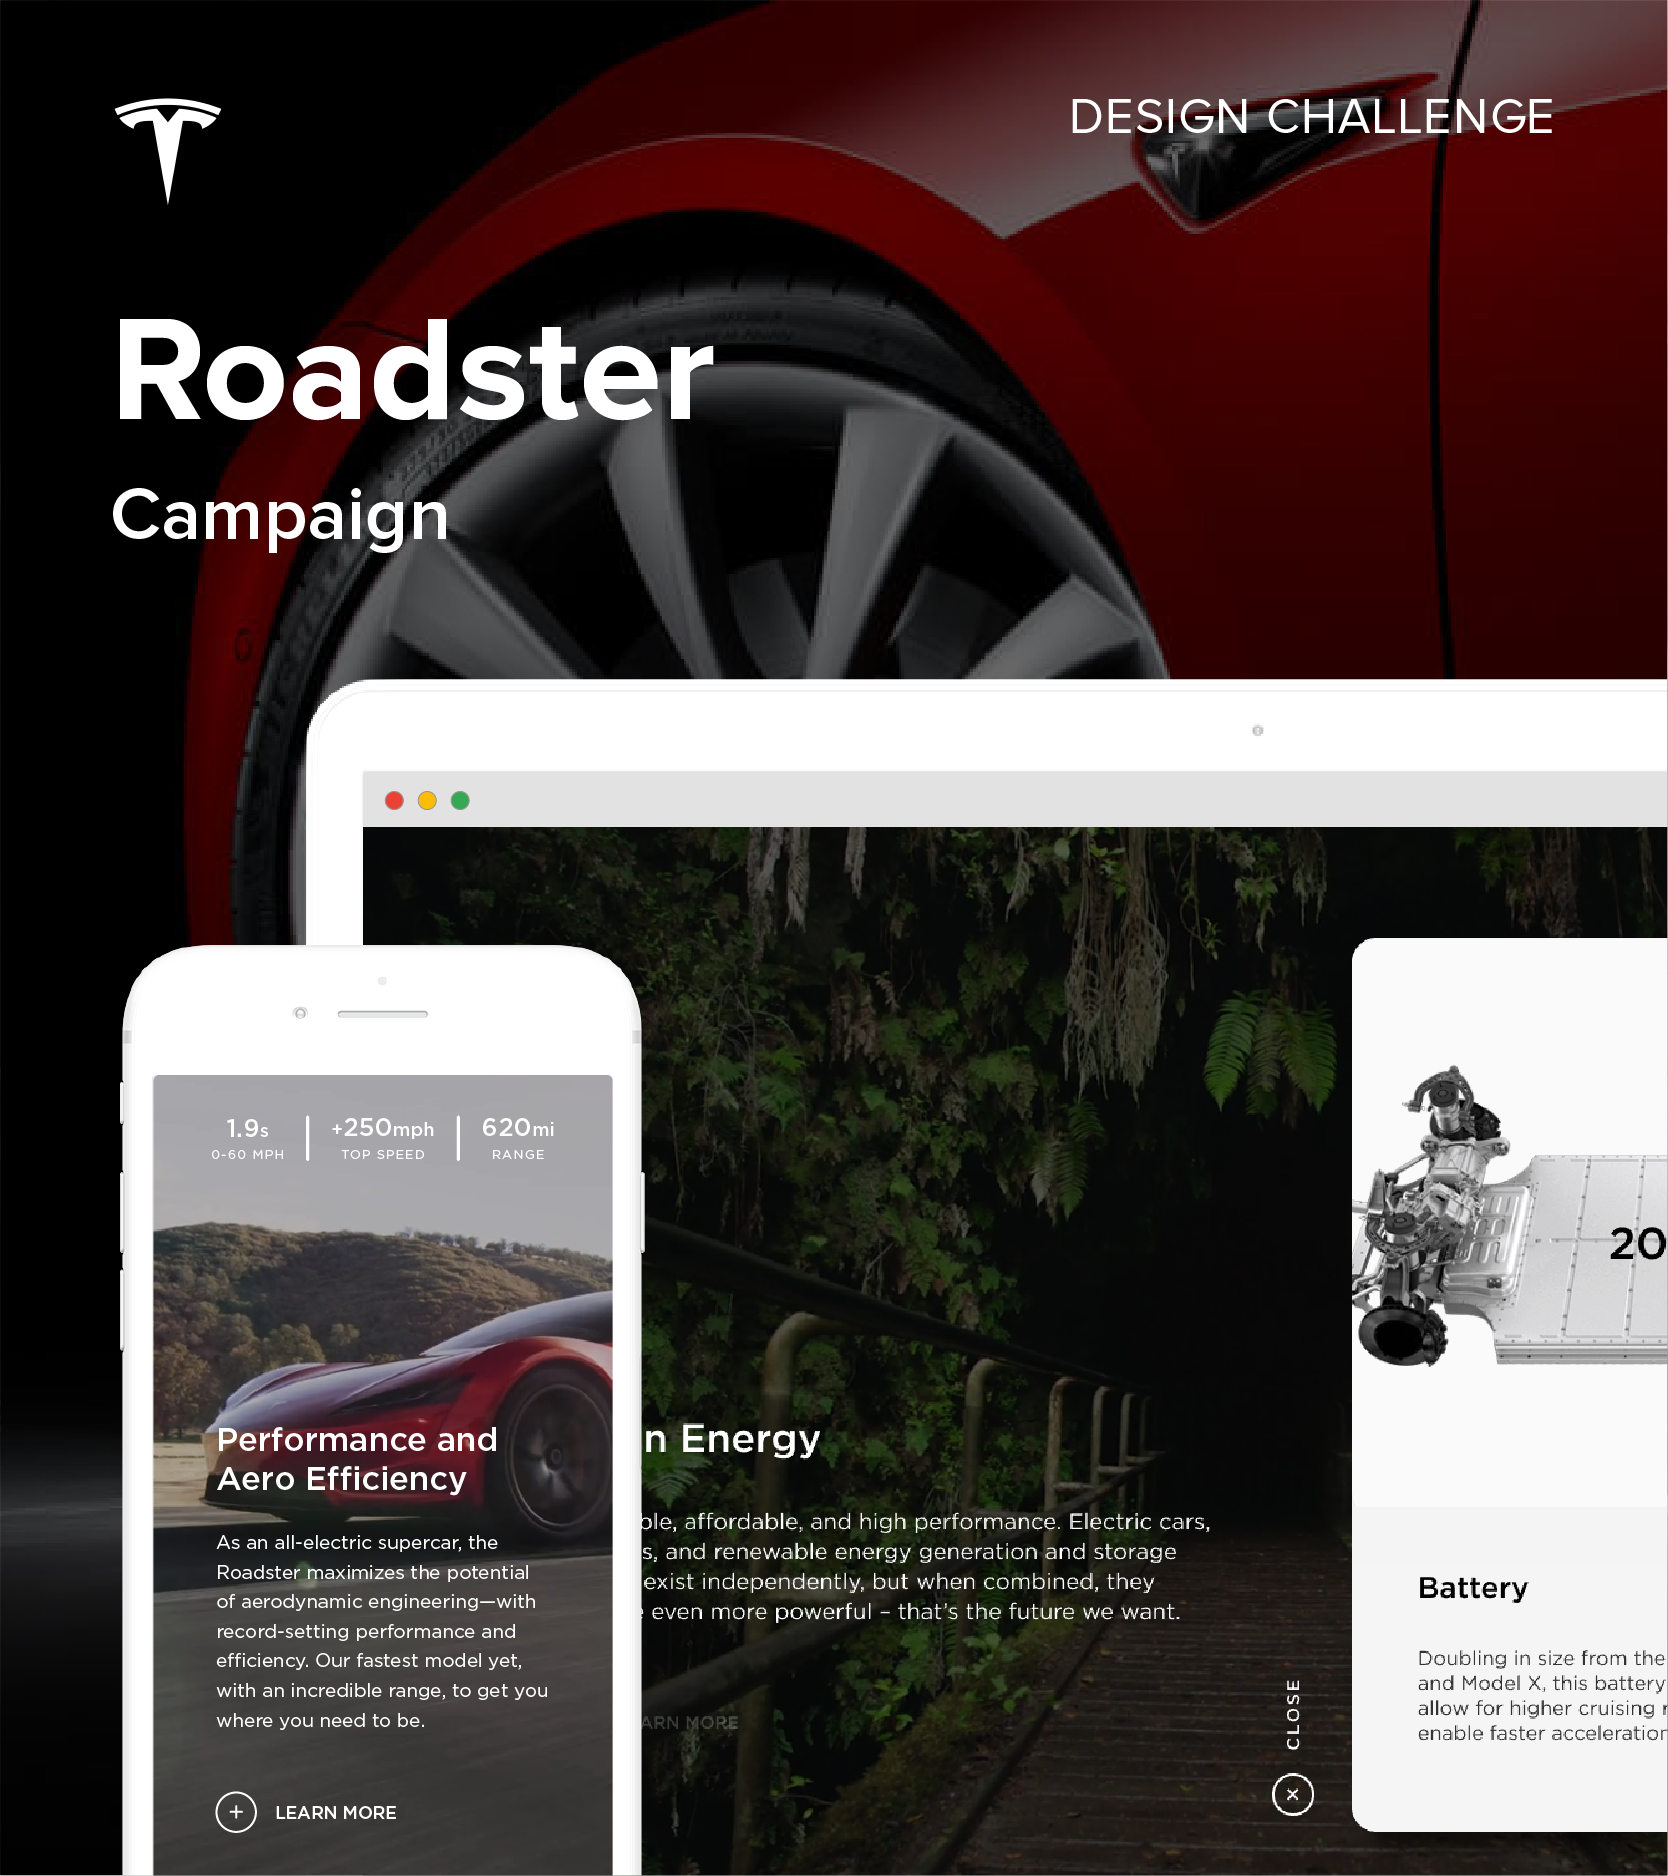 DESIGN CHALLENGE
Roadster
Campaign
1.9s
0-60 MPH
+250mph
TOP SPEED
620mi
RANGE
Performance and
Aero Efficiency
As an all-electric supercar, the
Roadster maximizes the potential
of aerodynamic engineering—with
record-setting performance and
efficiency. Our fastest model yet,
with an incredible range, to get you
where you need to be.
+ LEARN MORE
n Energy
ble, affordable, and high performance. Electric cars,
s, and renewable energy generation and storage
exist independently, but when combined, they
e even more powerful – that’s the future we want.
ARN MORE
CLOSE
x
20
Battery
Doubling in size from the
and Model X, this battery
allow for higher cruising r
enable faster acceleration